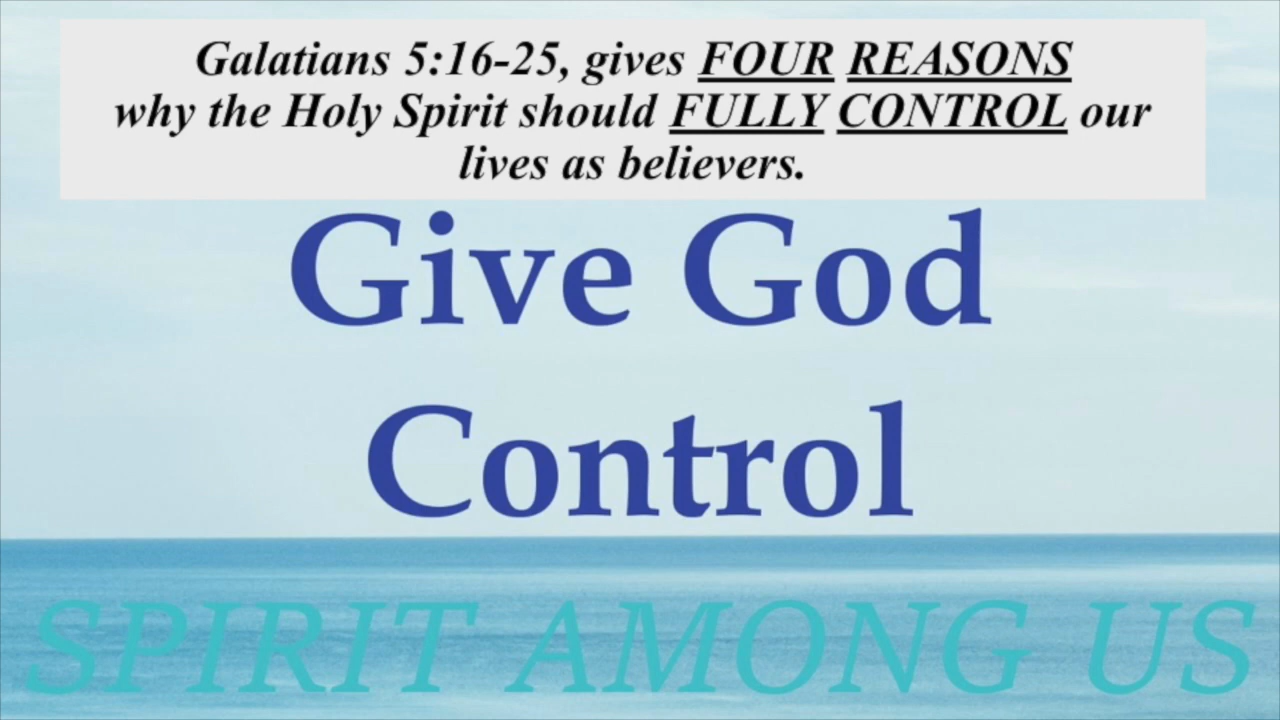 Galatians 5:16-25, gives FOUR REASONS
why the Holy Spirit should FULLY CONTROL our
lives as believers.
Give God
Control
SPIRIT AMONG US